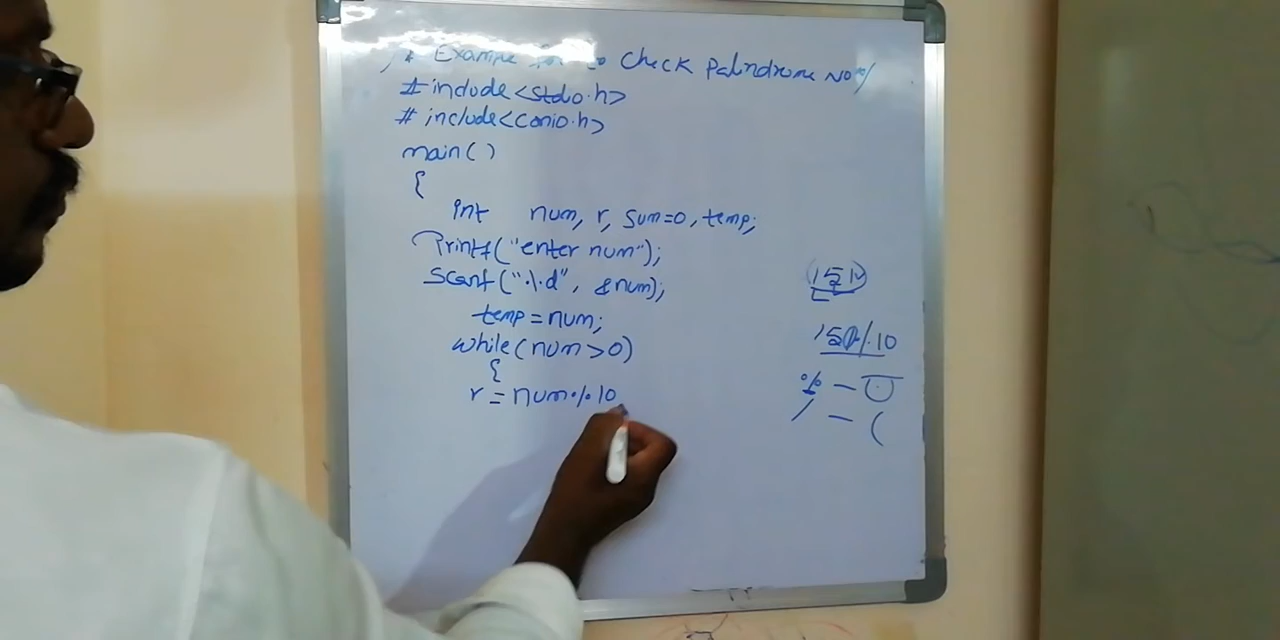 /* Example to Check Palindrome No*/
#include<stdio.h>
#include<conio.h>
main()
{
int num, r, sum=0, temp;
Printf("enter num");
Scanf("%d", &num);
temp=num;
while(num>0)
{
r=num%10
%10
% —
/ —